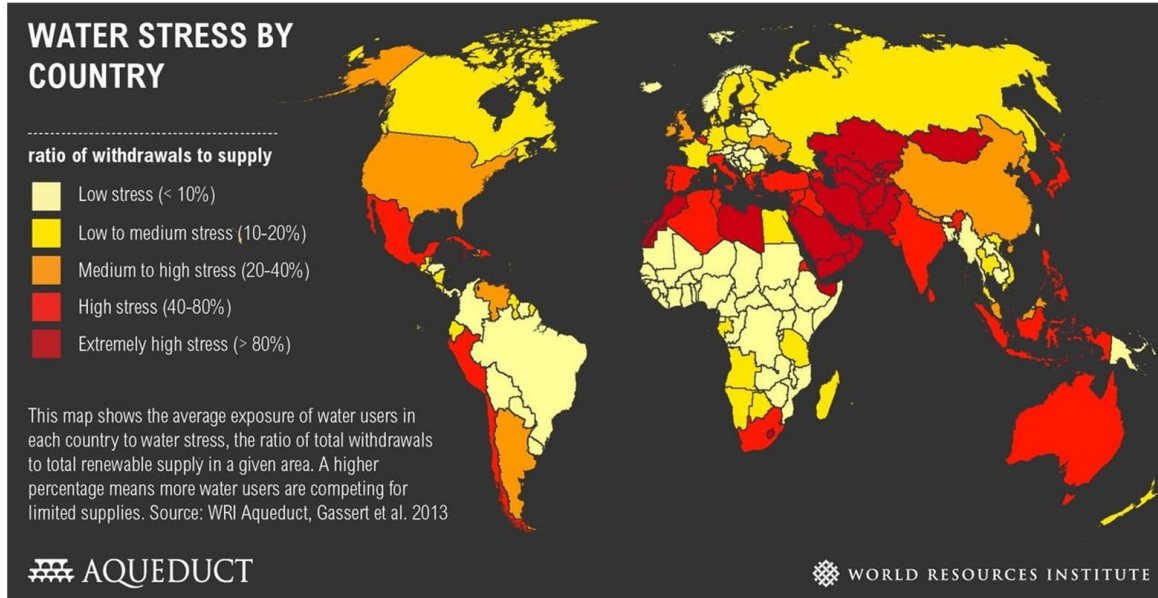 WATER STRESS BY
COUNTRY
ratio of withdrawals to supply
Low stress (< 10%)
Low to medium stress (10-20%)
Medium to high stress (20-40%)
High stress (40-80%)
Extremely high stress (> 80%)
This map shows the average exposure of water users in
each country to water stress, the ratio of total withdrawals
to total renewable supply in a given area. A higher
percentage means more water users are competing for
limited supplies. Source: WRI Aqueduct, Gassert et al. 2013
AQUEDUCT
WORLD RESOURCES INSTITUTE